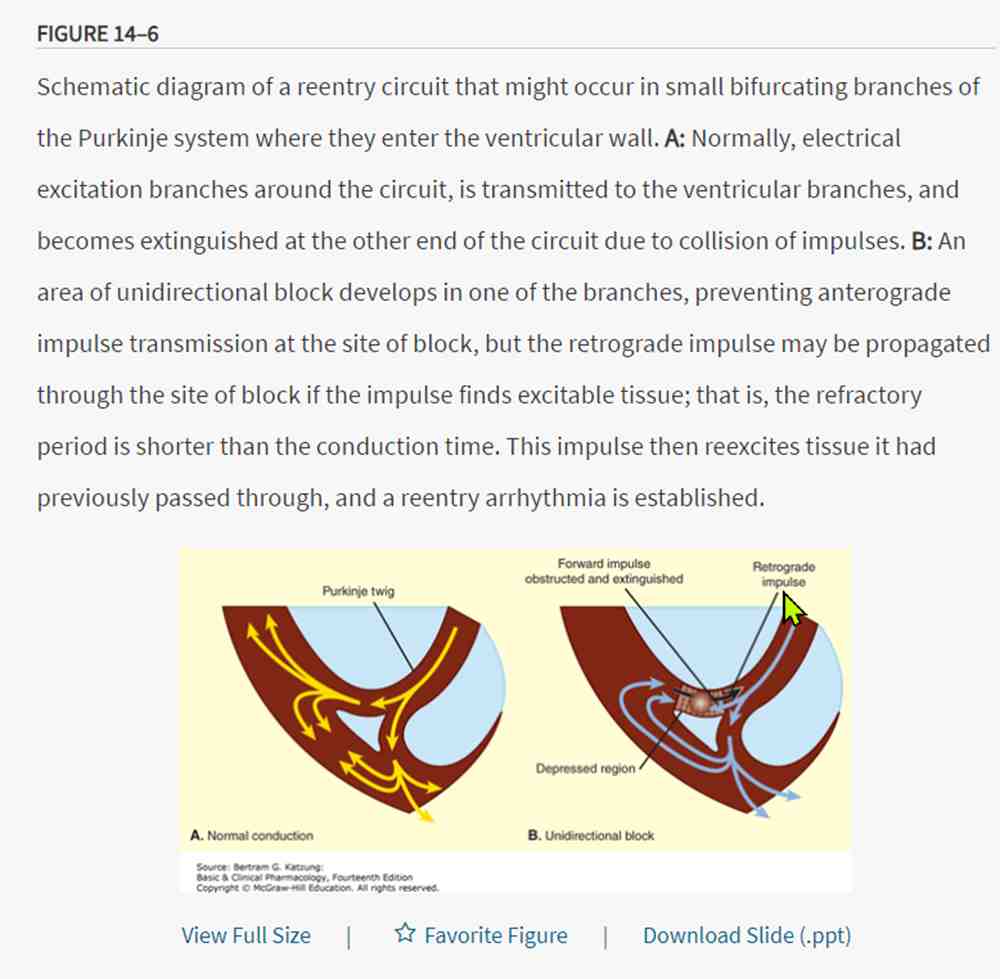 FIGURE 14–6
Schematic diagram of a reentry circuit that might occur in small bifurcating branches of
the Purkinje system where they enter the ventricular wall. A: Normally, electrical
excitation branches around the circuit, is transmitted to the ventricular branches, and
becomes extinguished at the other end of the circuit due to collision of impulses. B: An
area of unidirectional block develops in one of the branches, preventing anterograde
impulse transmission at the site of block, but the retrograde impulse may be propagated
through the site of block if the impulse finds excitable tissue; that is, the refractory
period is shorter than the conduction time. This impulse then reexcites tissue it had
previously passed through, and a reentry arrhythmia is established.
Purkinje twig
Forward impulse
obstructed and extinguished
Retrograde
impulse
Depressed region
A. Normal conduction
B. Unidirectional block
Source: Bertram G. Katzung:
Basic & Clinical Pharmacology, Fourteenth Edition
Copyright © McGraw-Hill Education. All rights reserved.
View Full Size | ☆ Favorite Figure | Download Slide (.ppt)